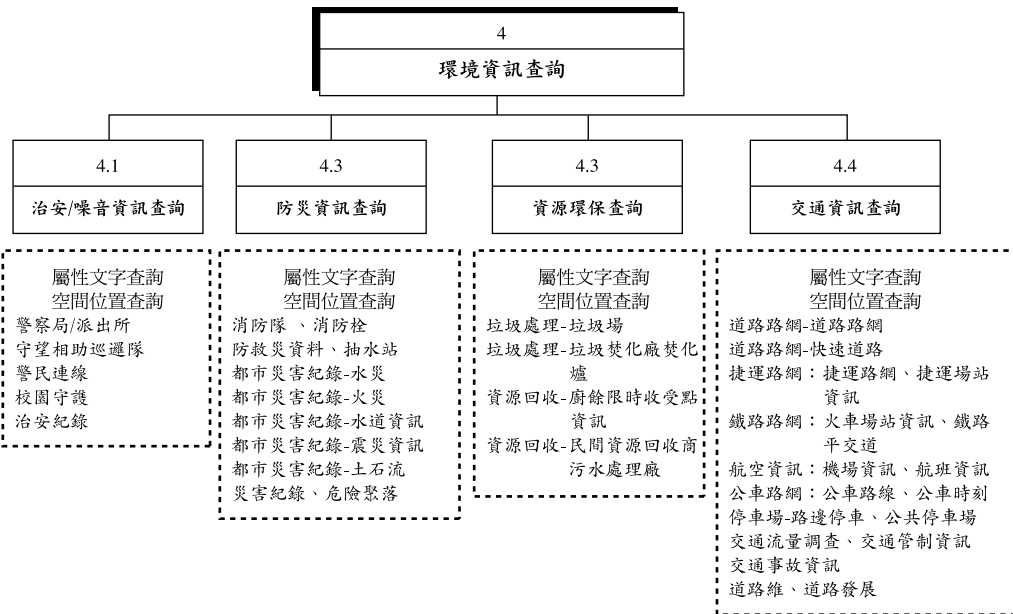 4
環境資訊查詢
4.1
治安/噪音資訊查詢
4.3
防災資訊查詢
4.3
資源環保查詢
4.4
交通資訊查詢
屬性文字查詢
空間位置查詢
警察局/派出所
守望相助巡邏隊
警民連線
校園守護
治安紀錄
屬性文字查詢
空間位置查詢
消防隊、消防栓
防救災資料、抽水站
都市災害紀錄-水災
都市災害紀錄-火災
都市災害紀錄-水道資訊
都市災害紀錄-震災資訊
都市災害紀錄-土石流
災害紀錄、危險聚落
屬性文字查詢
空間位置查詢
垃圾處理-垃圾場
垃圾處理-垃圾焚化廠焚化
爐
資源回收-廚餘限時收受點
資訊
資源回收-民間資源回收商
污水處理廠
屬性文字查詢
空間位置查詢
道路路網-道路路網
道路路網-快速道路
捷運路網：捷運路網、捷運場站
資訊
鐵路路網：火車場站資訊、鐵路
平交道
航空資訊：機場資訊、航班資訊
公車路網：公車路線、公車時刻
停車場-路邊停車、公共停車場
交通流量調查、交通管制資訊
交通事故資訊
道路維、道路發展